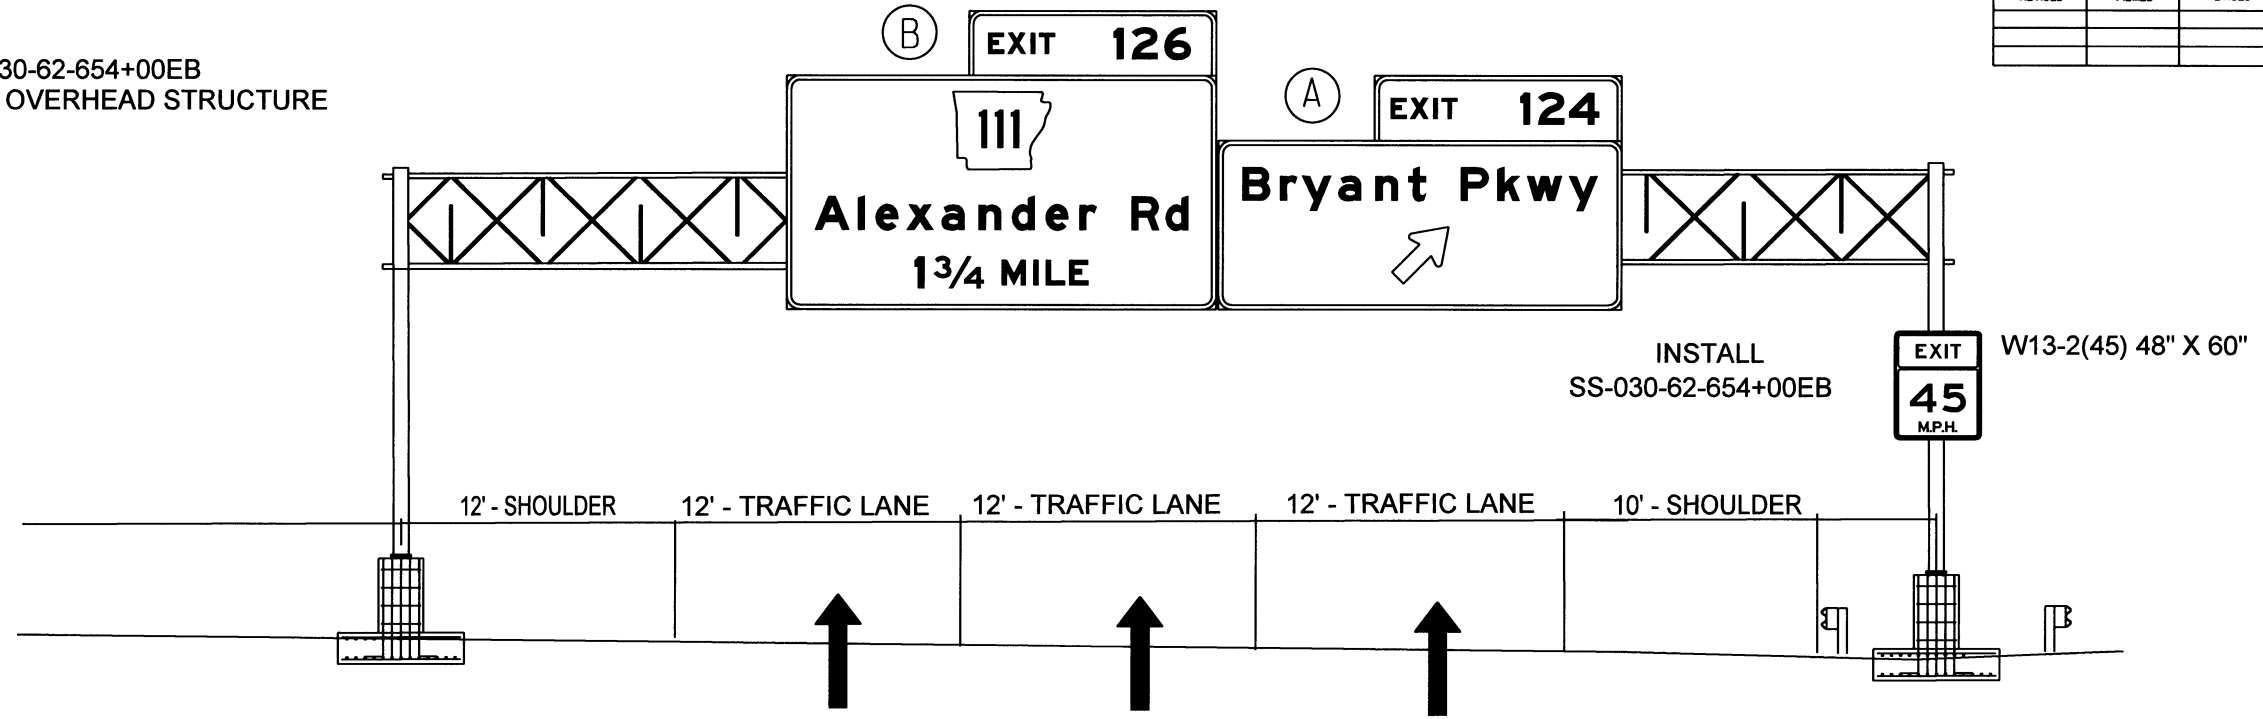 30-62-654+00EB
OVERHEAD STRUCTURE
B
EXIT 126
111
Alexander Rd
1 3/4 MILE
A
EXIT 124
Bryant Pkwy
INSTALL
SS-030-62-654+00EB
EXIT
45
M.P.H.
W13-2(45) 48" X 60"
12' - SHOULDER
12' - TRAFFIC LANE
12' - TRAFFIC LANE
12' - TRAFFIC LANE
10' - SHOULDER